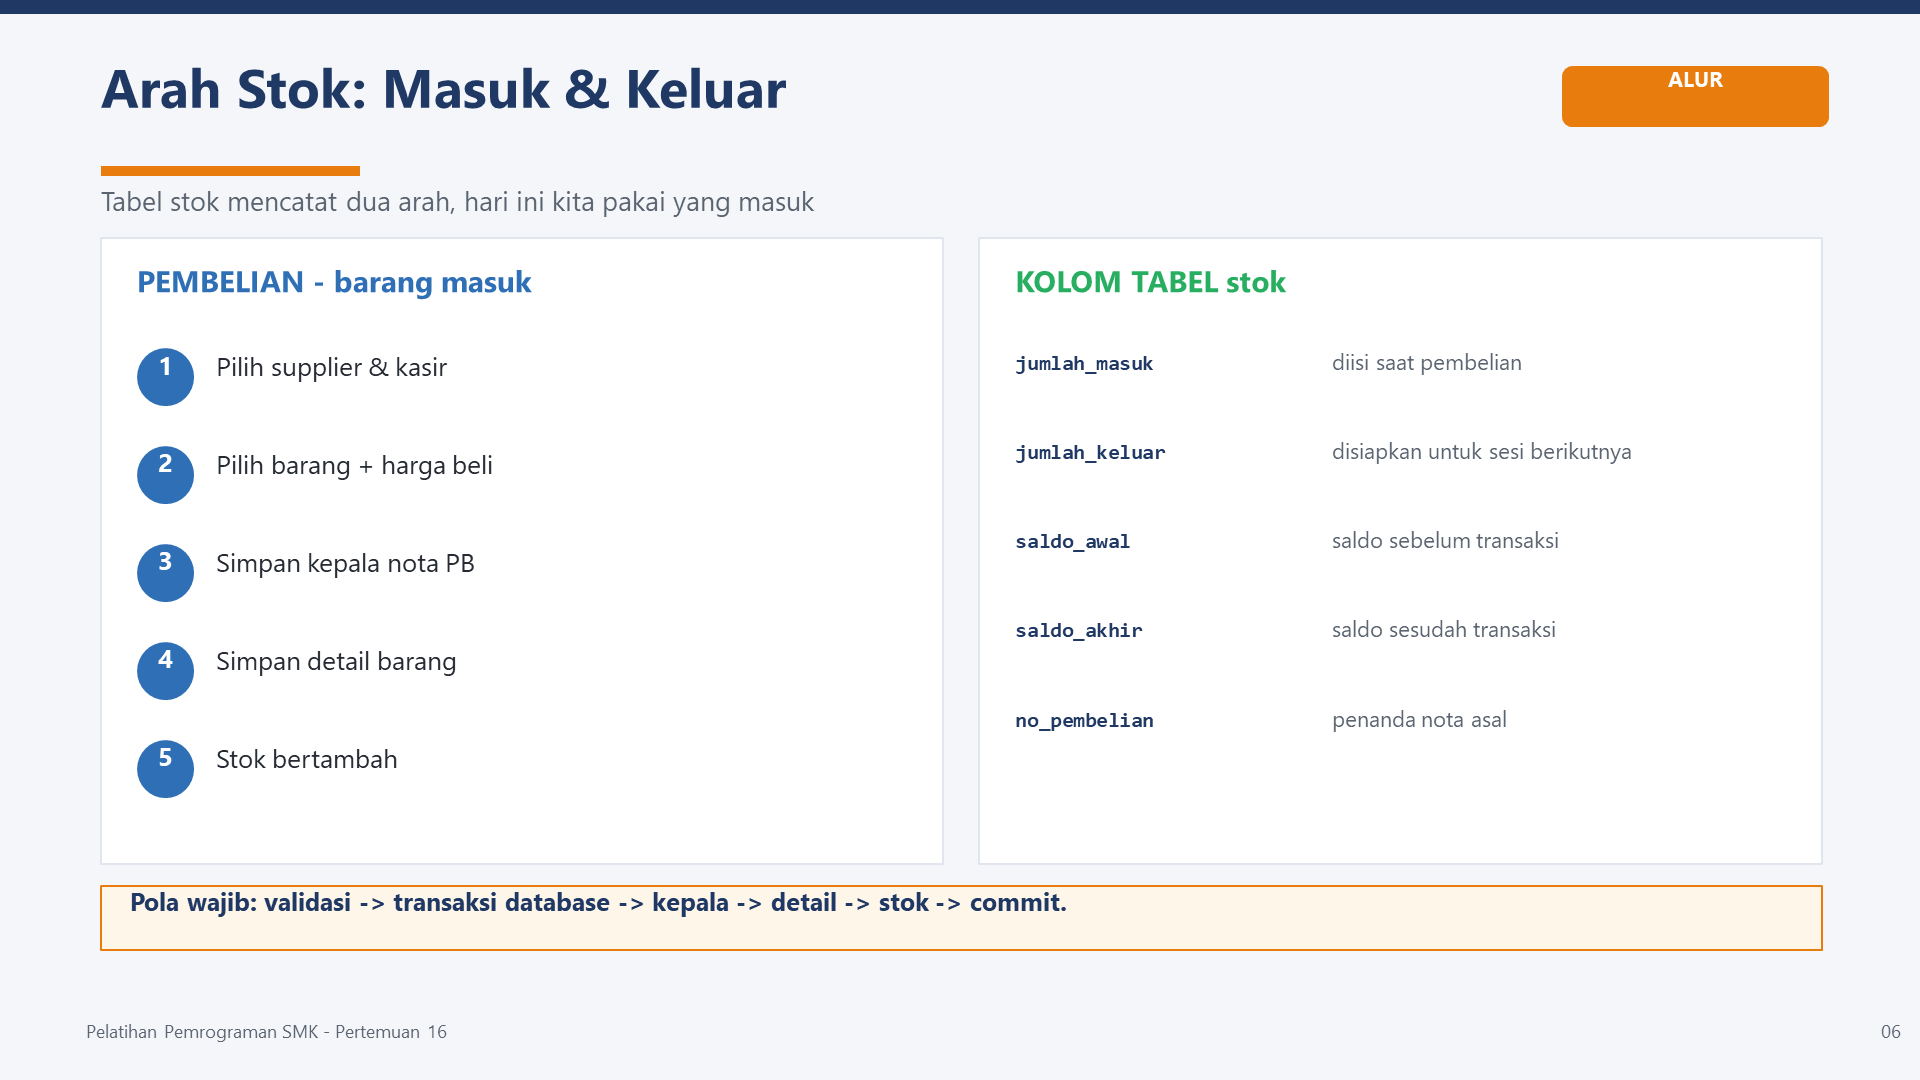 Arah Stok: Masuk & Keluar
ALUR
Tabel stok mencatat dua arah, hari ini kita pakai yang masuk
PEMBELIAN - barang masuk
1 Pilih supplier & kasir
2 Pilih barang + harga beli
3 Simpan kepala nota PB
4 Simpan detail barang
5 Stok bertambah
KOLOM TABEL stok
jumlah_masuk diisi saat pembelian
jumlah_keluar disiapkan untuk sesi berikutnya
saldo_awal saldo sebelum transaksi
saldo_akhir saldo sesudah transaksi
no_pembelian penanda nota asal
Pola wajib: validasi -> transaksi database -> kepala -> detail -> stok -> commit.
Pelatihan Pemrograman SMK - Pertemuan 16
06